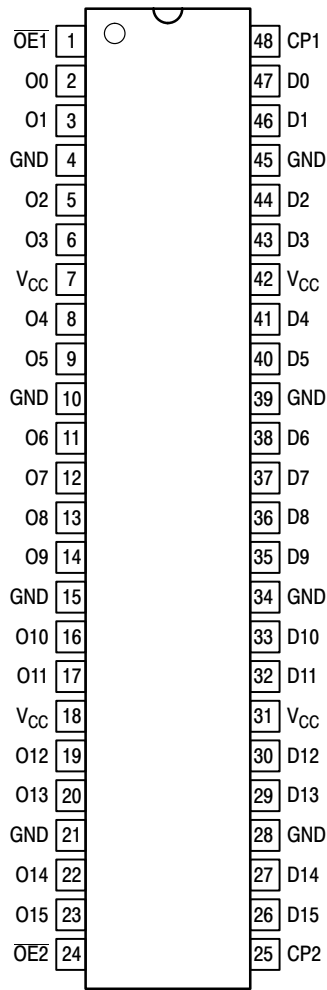 O̅E̅1̅ 1 48 CP1
O0 2 47 D0
O1 3 46 D1
GND 4 45 GND
O2 5 44 D2
O3 6 43 D3
VCC 7 42 VCC
O4 8 41 D4
O5 9 40 D5
GND 10 39 GND
O6 11 38 D6
O7 12 37 D7
O8 13 36 D8
O9 14 35 D9
GND 15 34 GND
O10 16 33 D10
O11 17 32 D11
VCC 18 31 VCC
O12 19 30 D12
O13 20 29 D13
GND 21 28 GND
O14 22 27 D14
O15 23 26 D15
O̅E̅2̅ 24 25 CP2